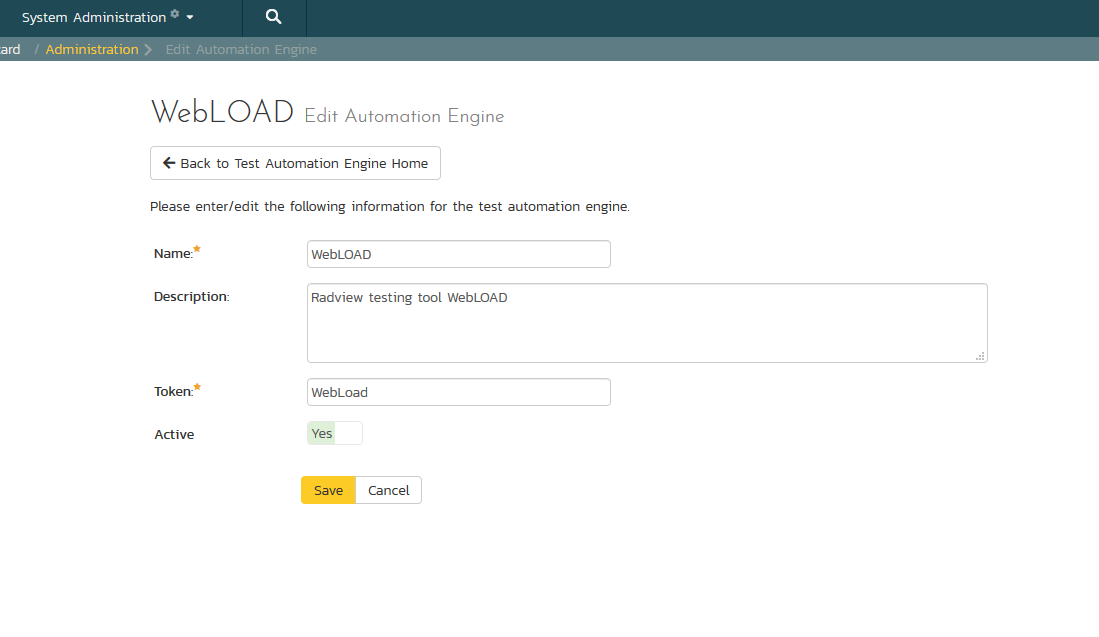 System Administration
/ Administration > Edit Automation Engine
WebLOAD Edit Automation Engine
Back to Test Automation Engine Home
Please enter/edit the following information for the test automation engine.
Name:* WebLOAD
Description: Radview testing tool WebLOAD
Token:* WebLoad
Active Yes
Save Cancel